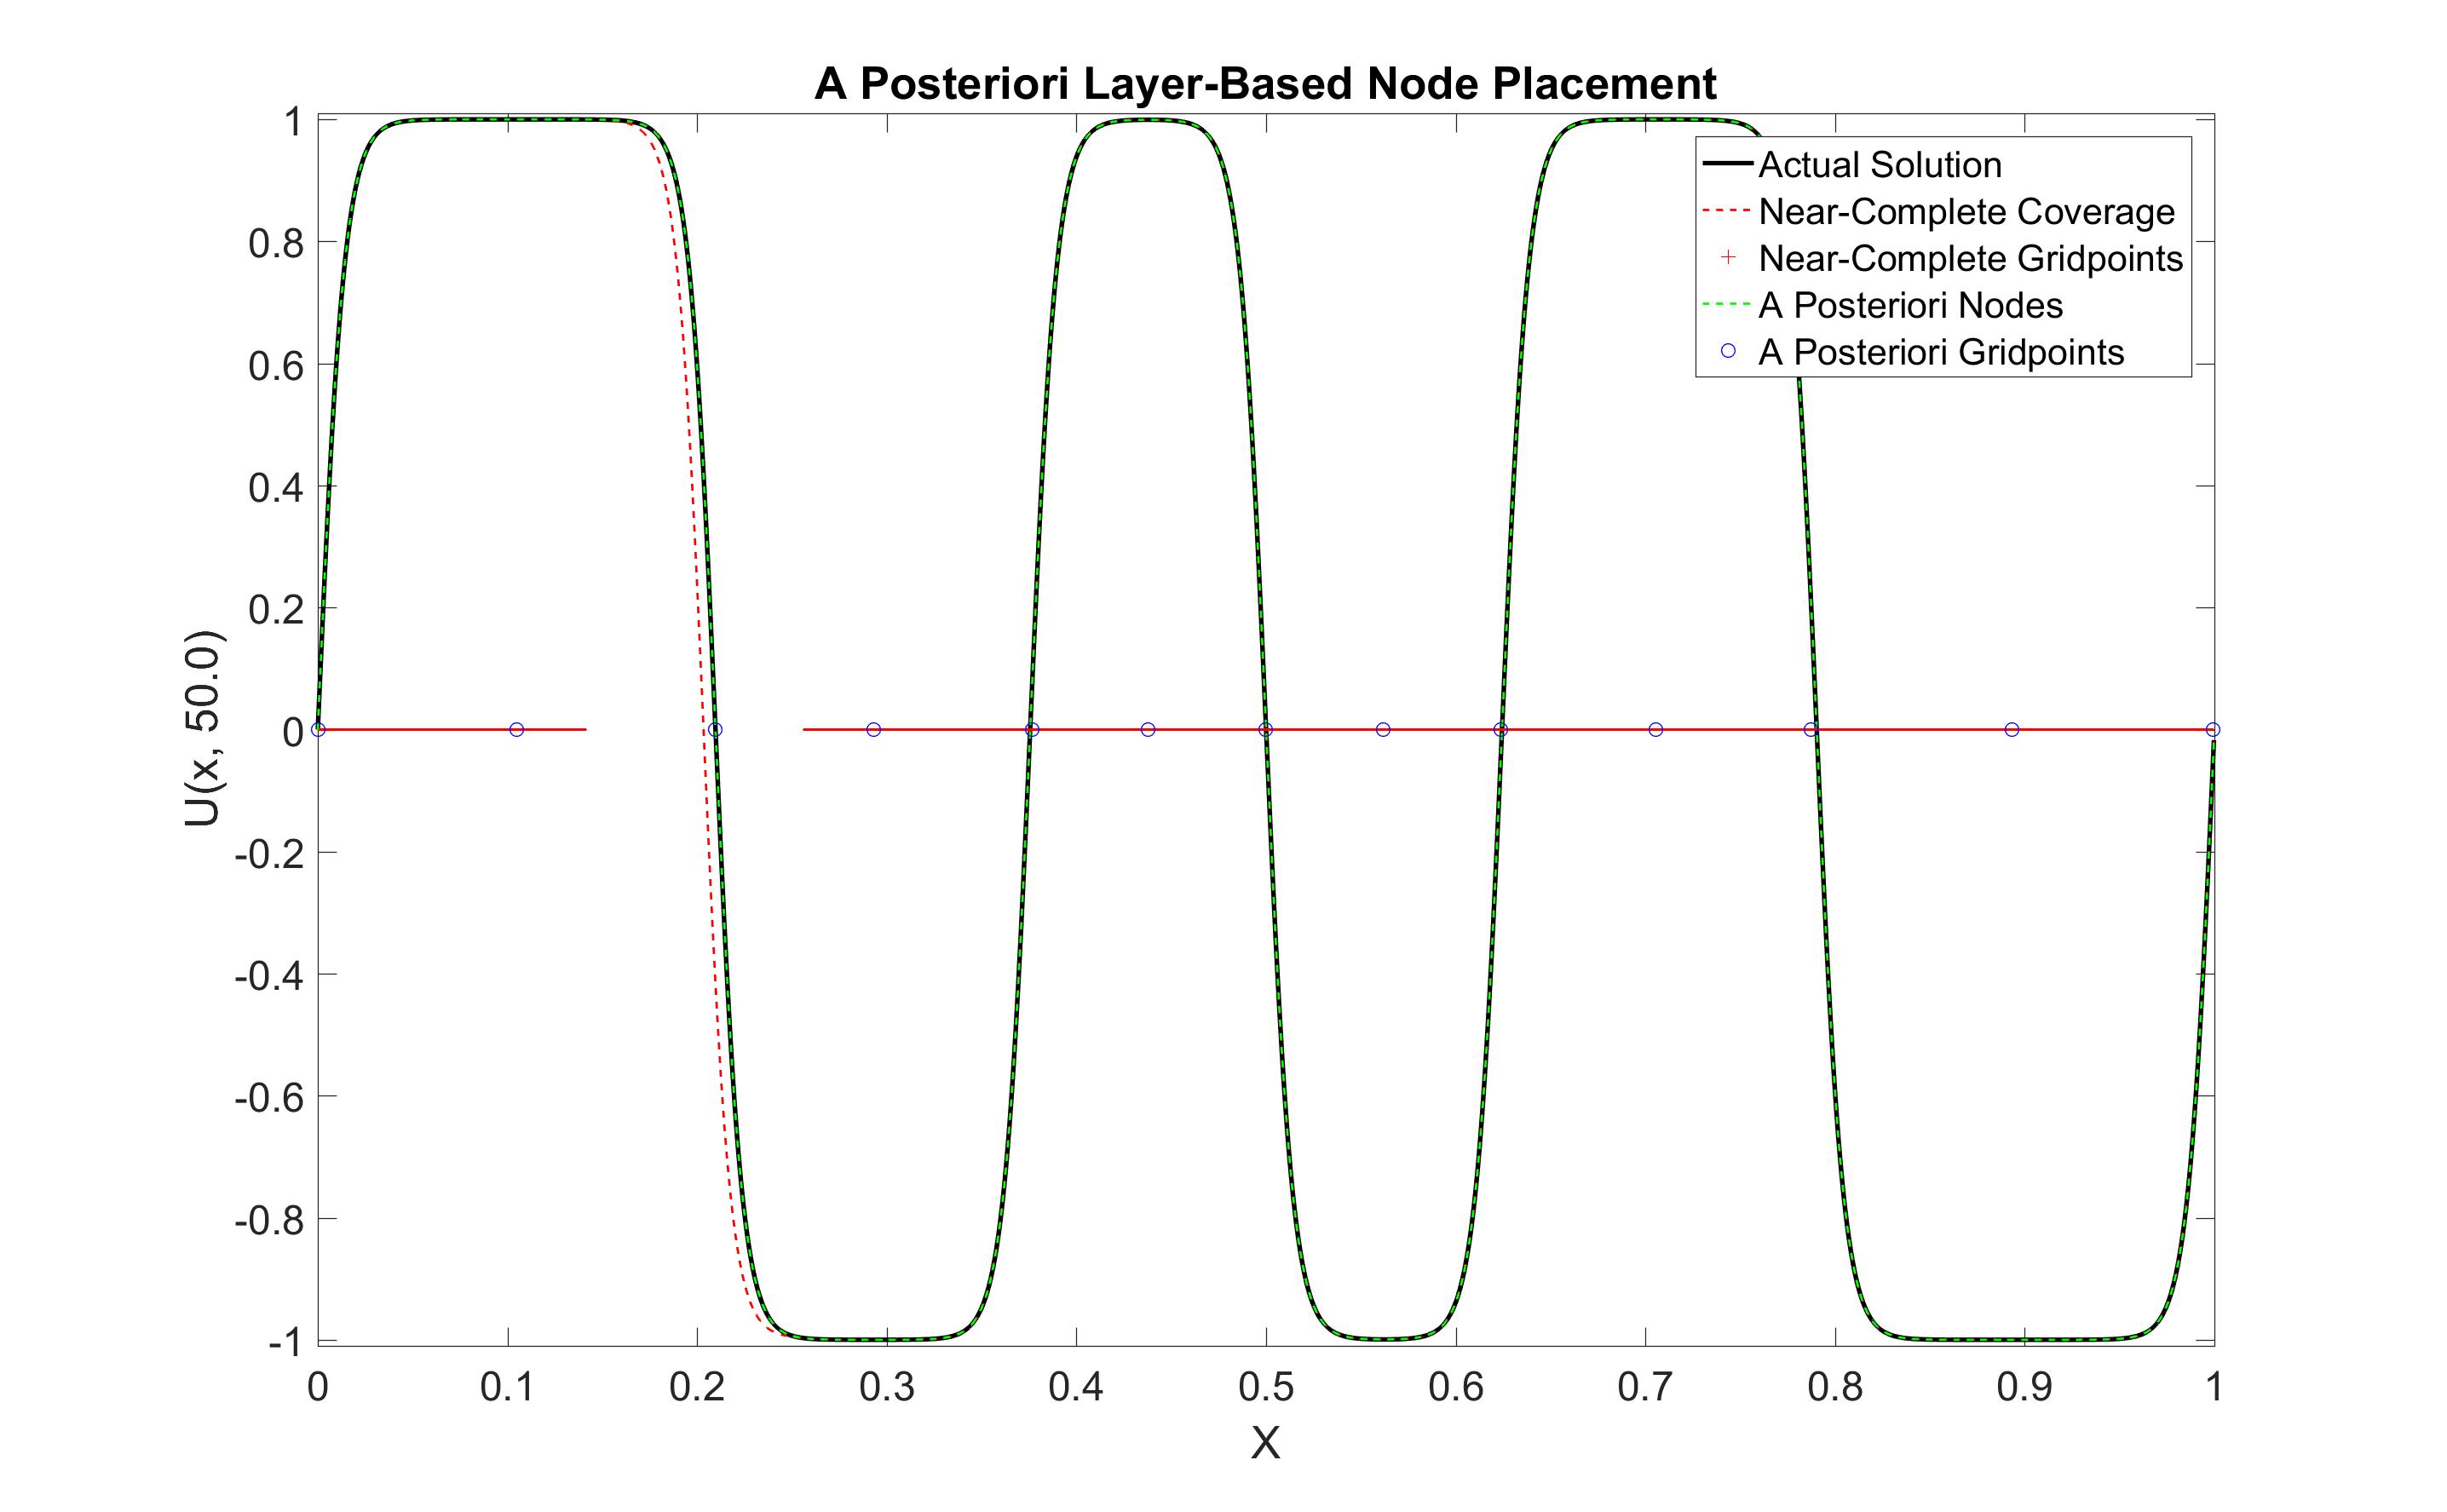 A Posteriori Layer-Based Node Placement
Actual Solution
Near-Complete Coverage
Near-Complete Gridpoints
A Posteriori Nodes
A Posteriori Gridpoints
1
0.8
0.6
0.4
0.2
0
-0.2
-0.4
-0.6
-0.8
-1
U(x, 50.0)
0 0.1 0.2 0.3 0.4 0.5 0.6 0.7 0.8 0.9 1
X